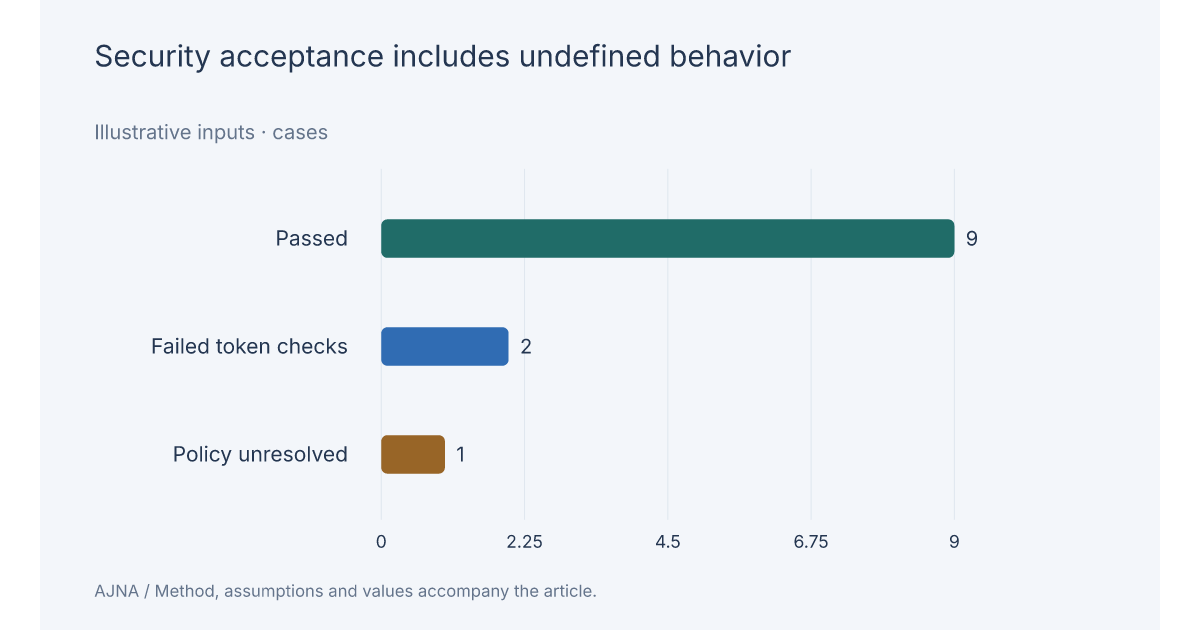 Security acceptance includes undefined behavior
Illustrative inputs · cases
Passed 9
Failed token checks 2
Policy unresolved 1
0 2.25 4.5 6.75 9
AJNA / Method, assumptions and values accompany the article.